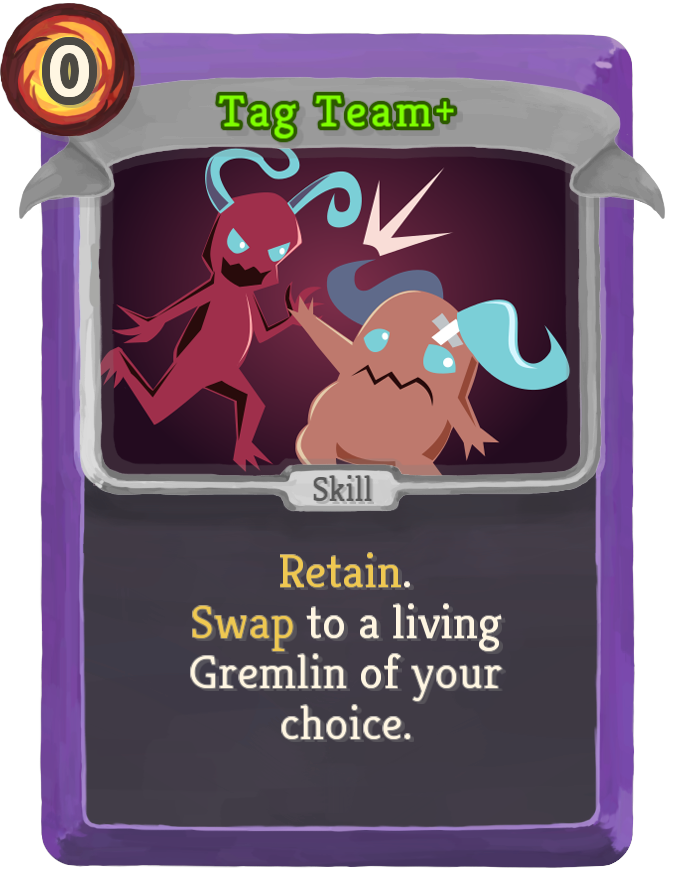 0
Tag Team+
Skill
Retain.
Swap to a living
Gremlin of your
choice.